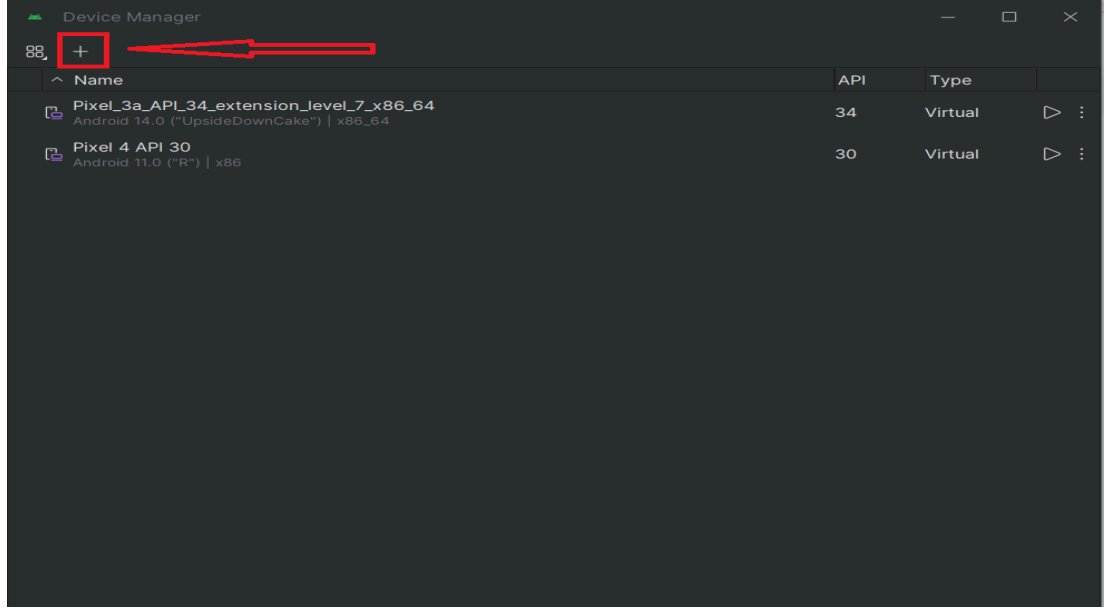 Device Manager
Name API Type
Pixel_3a_API_34_extension_level_7_x86_64
Android 14.0 ("UpsideDownCake") | x86_64
34 Virtual
Pixel 4 API 30
Android 11.0 ("R") | x86
30 Virtual